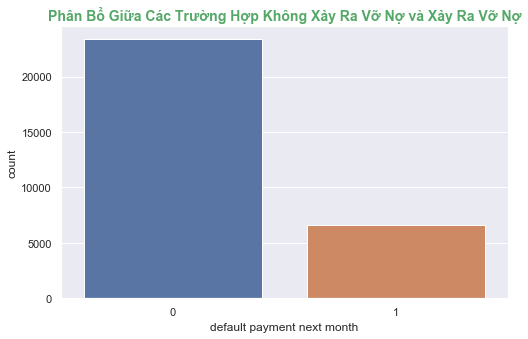 Phân Bổ Giữa Các Trường Hợp Không Xảy Ra Vỡ Nợ và Xảy Ra Vỡ Nợ
20000
15000
10000
5000
0
count
0 1
default payment next month